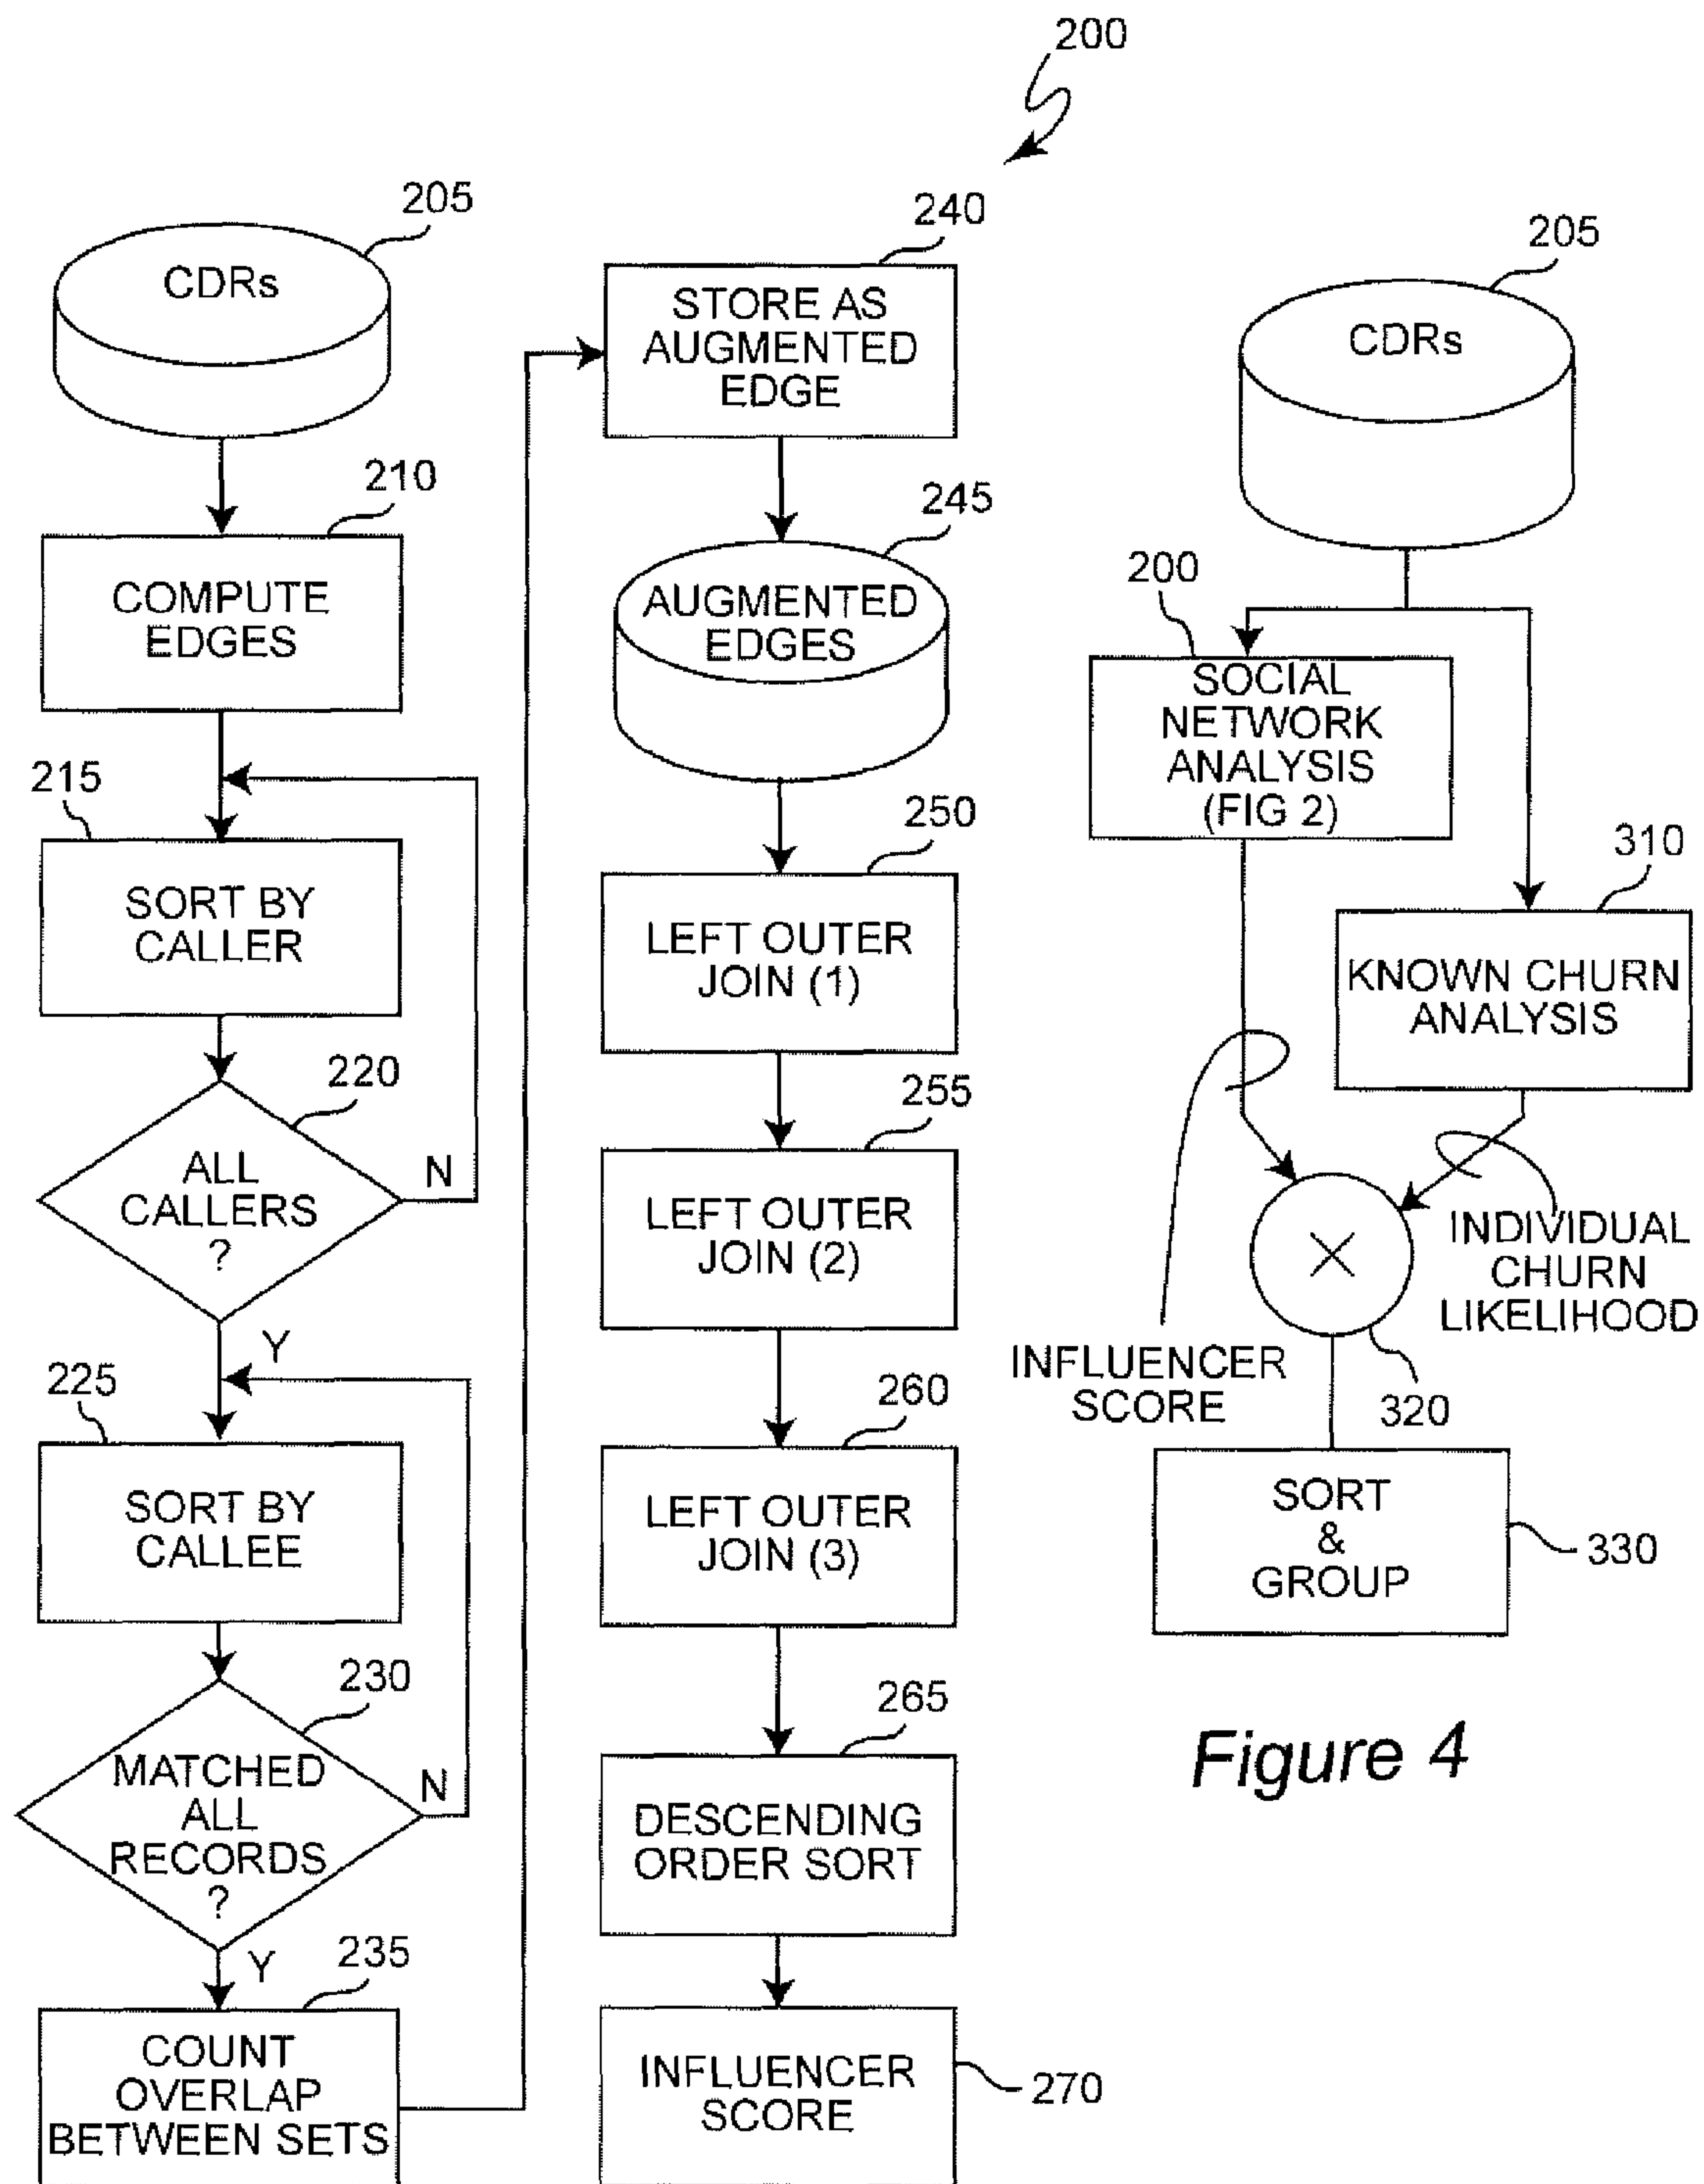 200
205
CDRs
210
COMPUTE
EDGES
215
SORT BY
CALLER
220
ALL
CALLERS
?
N
Y
225
SORT BY
CALLEE
230
MATCHED
ALL
RECORDS
?
N
Y
235
COUNT
OVERLAP
BETWEEN SETS
240
STORE AS
AUGMENTED
EDGE
245
AUGMENTED
EDGES
250
LEFT OUTER
JOIN (1)
255
LEFT OUTER
JOIN (2)
260
LEFT OUTER
JOIN (3)
265
DESCENDING
ORDER SORT
INFLUENCER
SCORE
270
205
CDRs
200
SOCIAL
NETWORK
ANALYSIS
(FIG 2)
310
KNOWN CHURN
ANALYSIS
INFLUENCER
SCORE
INDIVIDUAL
CHURN
LIKELIHOOD
320
SORT
&
GROUP
330
Figure 4